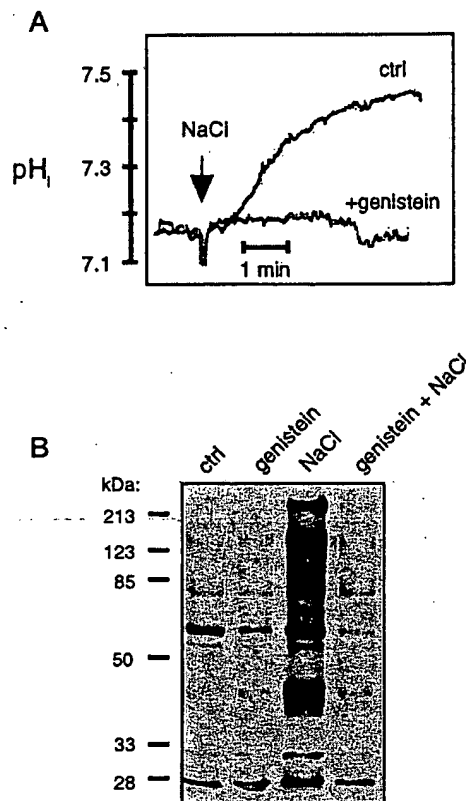 A
7.5
7.3
7.1
pHi
NaCl
ctrl
+genistein
1 min
B
ctrl
genistein
NaCl
genistein + NaCl
kDa:
213
123
85
50
33
28